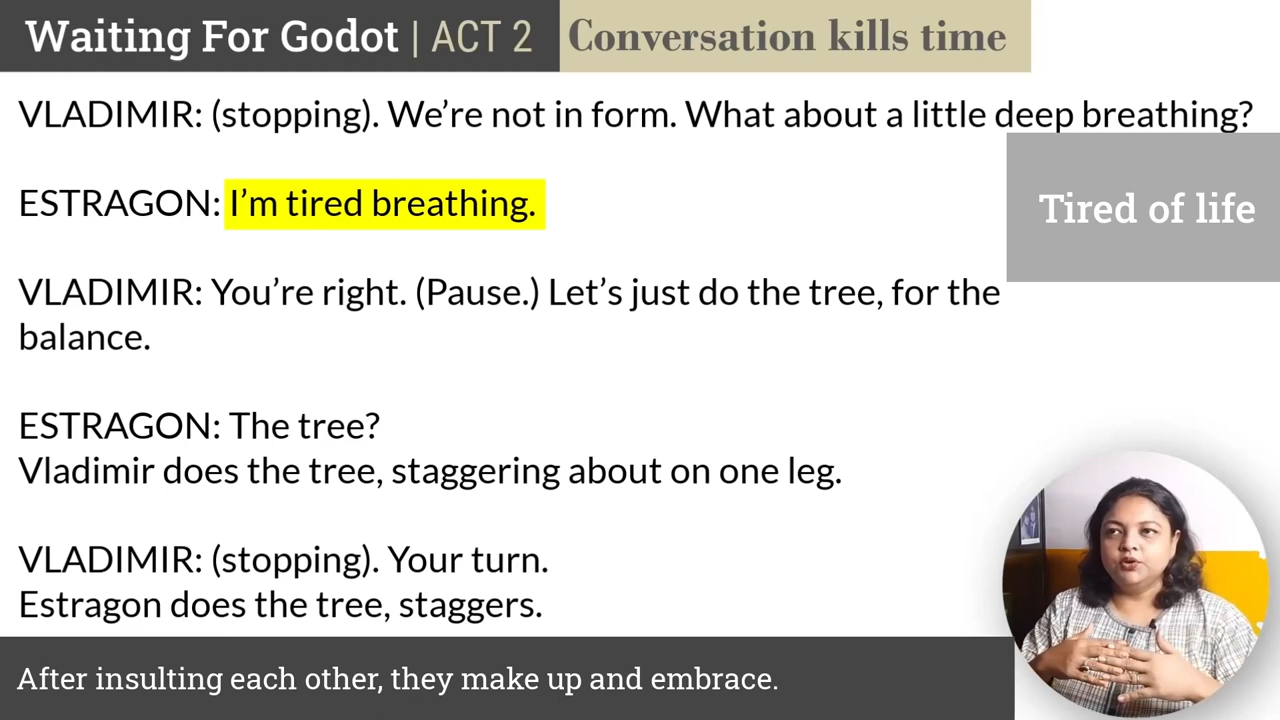 Waiting For Godot | ACT 2 Conversation kills time
VLADIMIR: (stopping). We’re not in form. What about a little deep breathing?
ESTRAGON: I’m tired breathing.
Tired of life
VLADIMIR: You’re right. (Pause.) Let’s just do the tree, for the
balance.
ESTRAGON: The tree?
Vladimir does the tree, staggering about on one leg.
VLADIMIR: (stopping). Your turn.
Estragon does the tree, staggers.
After insulting each other, they make up and embrace.